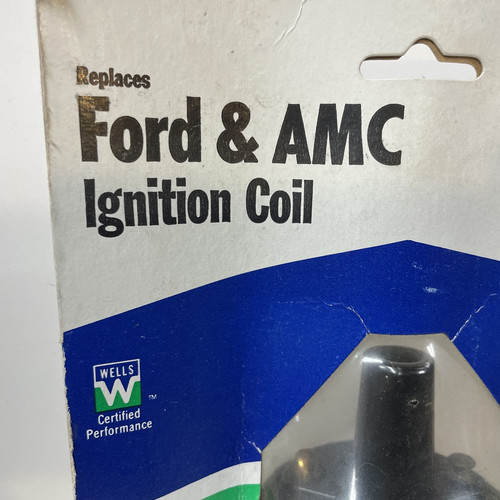 Replaces
Ford & AMC
Ignition Coil
WELLS
W
TM
Certified
Performance